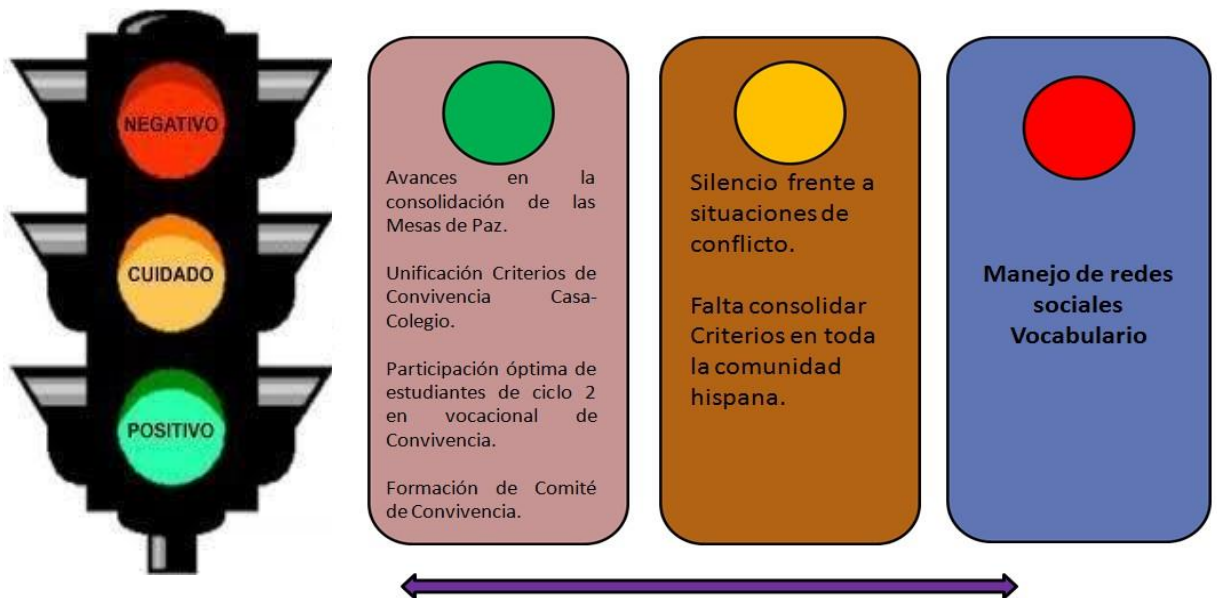 NEGATIVO
CUIDADO
POSITIVO
Avances en la
consolidación de las
Mesas de Paz.
Unificación Criterios de
Convivencia Casa-
Colegio.
Participación óptima de
estudiantes de ciclo 2
en vocacional de
Convivencia.
Formación de Comité
de Convivencia.
Silencio frente a
situaciones de
conflicto.
Falta consolidar
Criterios en toda
la comunidad
hispana.
Manejo de redes
sociales
Vocabulario